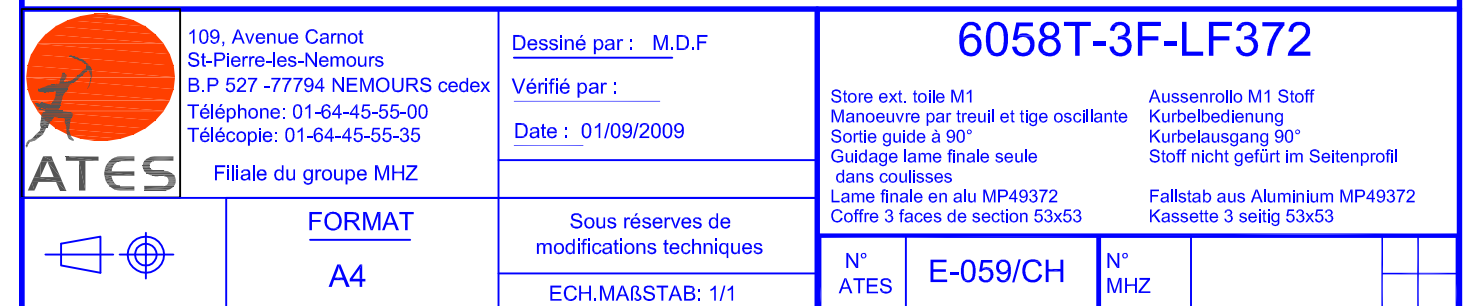 ATES
109, Avenue Carnot
St-Pierre-les-Nemours
B.P 527 -77794 NEMOURS cedex
Téléphone: 01-64-45-55-00
Télécopie: 01-64-45-55-35
Filiale du groupe MHZ
Dessiné par : M.D.F
Vérifié par :
Date : 01/09/2009
FORMAT
A4
Sous réserves de
modifications techniques
ECH.MAßSTAB: 1/1
6058T-3F-LF372
Store ext. toile M1
Manoeuvre par treuil et tige oscillante
Sortie guide à 90°
Guidage lame finale seule
dans coulisses
Lame finale en alu MP49372
Coffre 3 faces de section 53x53
Aussenrollo M1 Stoff
Kurbelbedienung
Kurbelausgang 90°
Stoff nicht gefürt im Seitenprofil
Fallstab aus Aluminium MP49372
Kassette 3 seitig 53x53
N°
ATES
E-059/CH
N°
MHZ